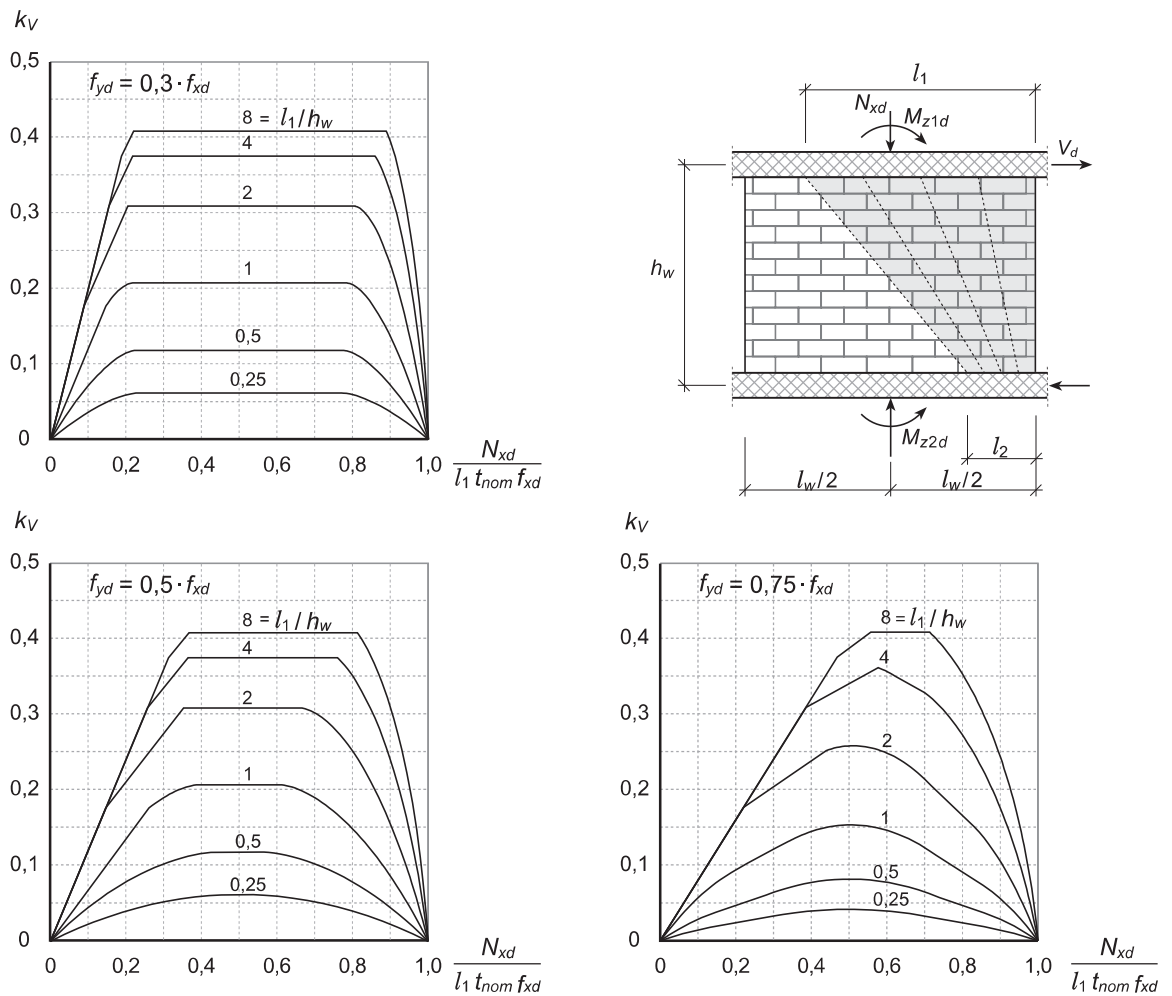 k_V
0,5
0,4
0,3
0,2
0,1
0
f_yd = 0,3 · f_xd
8 = l_1/h_w
4
2
1
0,5
0,25
0 0,2 0,4 0,6 0,8 1,0
N_xd
l_1 t_nom f_xd
l_1
N_xd
M_z1d
V_d
h_w
M_z2d
l_2
l_w/2 l_w/2
k_V
0,5
0,4
0,3
0,2
0,1
0
f_yd = 0,5 · f_xd
8 = l_1/h_w
4
2
1
0,5
0,25
0 0,2 0,4 0,6 0,8 1,0
N_xd
l_1 t_nom f_xd
k_V
0,5
0,4
0,3
0,2
0,1
0
f_yd = 0,75 · f_xd
8 = l_1/h_w
4
2
1
0,5
0,25
0 0,2 0,4 0,6 0,8 1,0
N_xd
l_1 t_nom f_xd